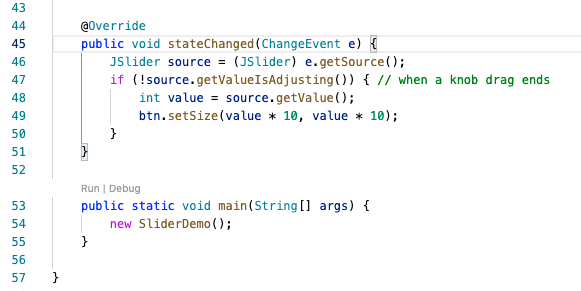 43
44 @Override
45 public void stateChanged(ChangeEvent e) {
46 JSlider source = (JSlider) e.getSource();
47 if (!source.getValueIsAdjusting()) { // when a knob drag ends
48 int value = source.getValue();
49 btn.setSize(value * 10, value * 10);
50 }
51 }
52
Run | Debug
53 public static void main(String[] args) {
54 new SliderDemo();
55 }
56
57 }